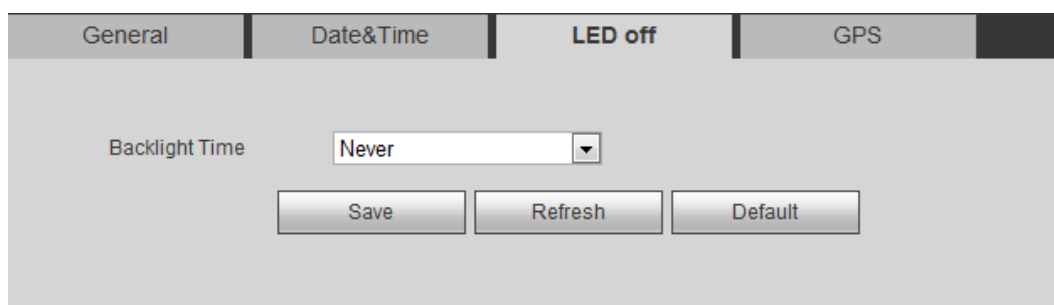 General Date&Time LED off GPS
Backlight Time Never
Save Refresh Default